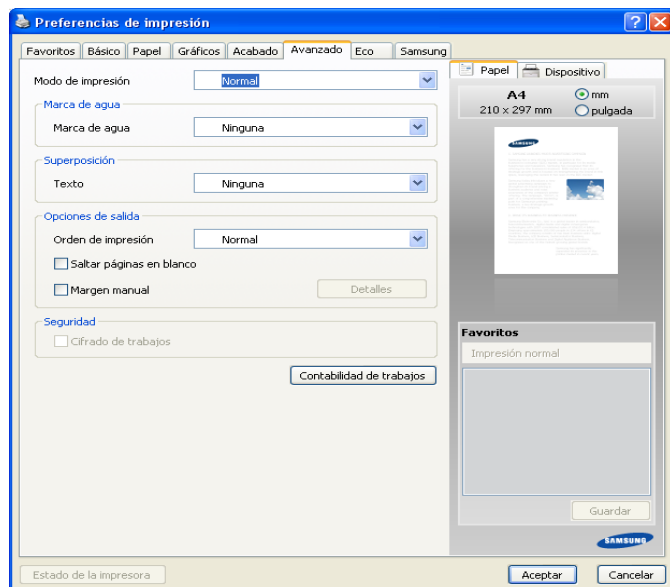 Preferencias de impresión
Favoritos Básico Papel Gráficos Acabado Avanzado Eco Samsung
Modo de impresión Normal
Marca de agua
Marca de agua Ninguna
Superposición
Texto Ninguna
Opciones de salida
Orden de impresión Normal
Saltar páginas en blanco
Margen manual Detalles
Seguridad
Cifrado de trabajos
Contabilidad de trabajos
Papel Dispositivo
A4 mm
210 x 297 mm pulgada
SAMSUNG
Favoritos
Impresión normal
Guardar
SAMSUNG
Estado de la impresora Aceptar Cancelar